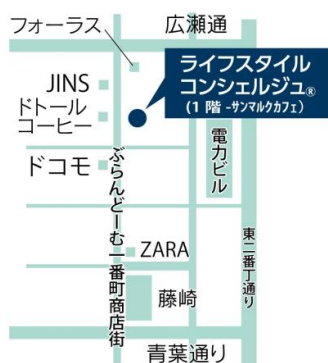 フォーラス
広瀬通
ライフスタイル
コンシェルジュ®
(1 階 -サンマルクカフェ)
JINS
ドトール
コーヒー
ドコモ
電力ビル
ぶらんどーむ一番町商店街
東二番丁通り
ZARA
藤崎
青葉通り